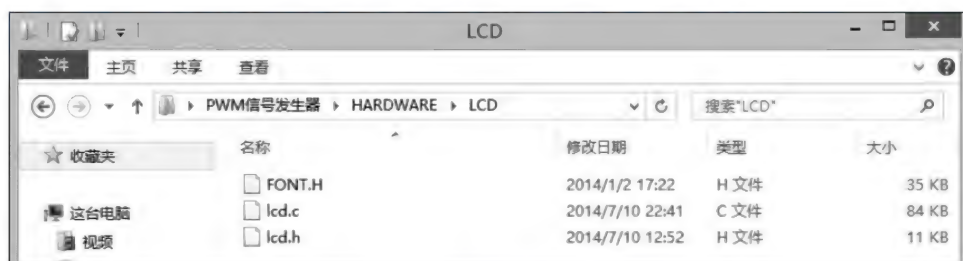 LCD
文件 主页 共享 查看
PWM信号发生器 HARDWARE LCD 搜索"LCD"
收藏夹 名称 修改日期 类型 大小
FONT.H 2014/1/2 17:22 H 文件 35 KB
这台电脑 lcd.c 2014/7/10 22:41 C 文件 84 KB
视频 lcd.h 2014/7/10 12:52 H 文件 11 KB